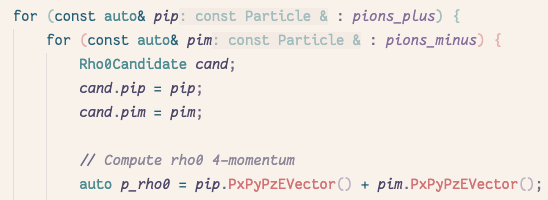 for (const auto& pip: const Particle & : pions_plus) {
for (const auto& pim: const Particle & : pions_minus) {
Rho0Candidate cand;
cand.pip = pip;
cand.pim = pim;
// Compute rho0 4-momentum
auto p_rho0 = pip.PxPyPzEVector() + pim.PxPyPzEVector();